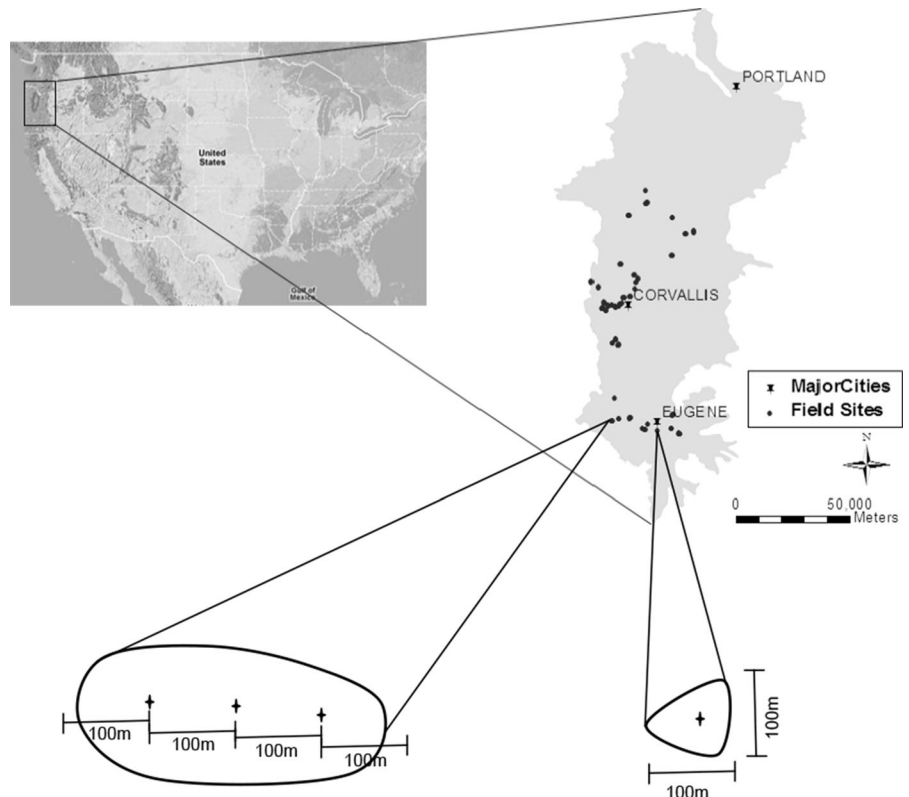 PORTLAND
United
States
Gulf of
Mexico
CORVALLIS
MajorCities
EUGENE
Field Sites
N
0 50,000
Meters
100m
100m
100m
100m
100m
100m